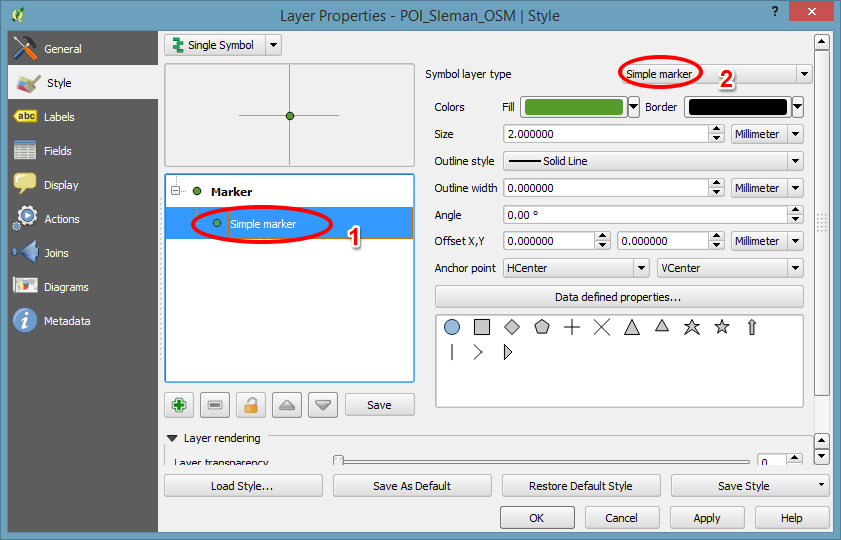 Layer Properties - POI_Sleman_OSM | Style
?
General
Style
Labels
Fields
Display
Actions
Joins
Diagrams
Metadata
abc
Single Symbol
Marker
Simple marker
1
Save
Symbol layer type
Simple marker
2
Colors
Fill
Border
Size
2.000000
Millimeter
Outline style
Solid Line
Outline width
0.000000
Millimeter
Angle
0.00 °
Offset X,Y
0.000000
0.000000
Millimeter
Anchor point
HCenter
VCenter
Data defined properties...
Layer rendering
Layer transparency
0
Load Style...
Save As Default
Restore Default Style
Save Style
OK
Cancel
Apply
Help